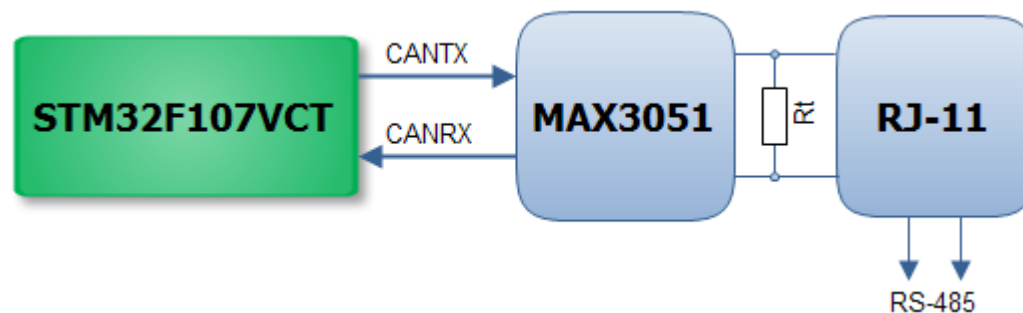 STM32F107VCT
CANTX
CANRX
MAX3051
Rt
RJ-11
RS-485